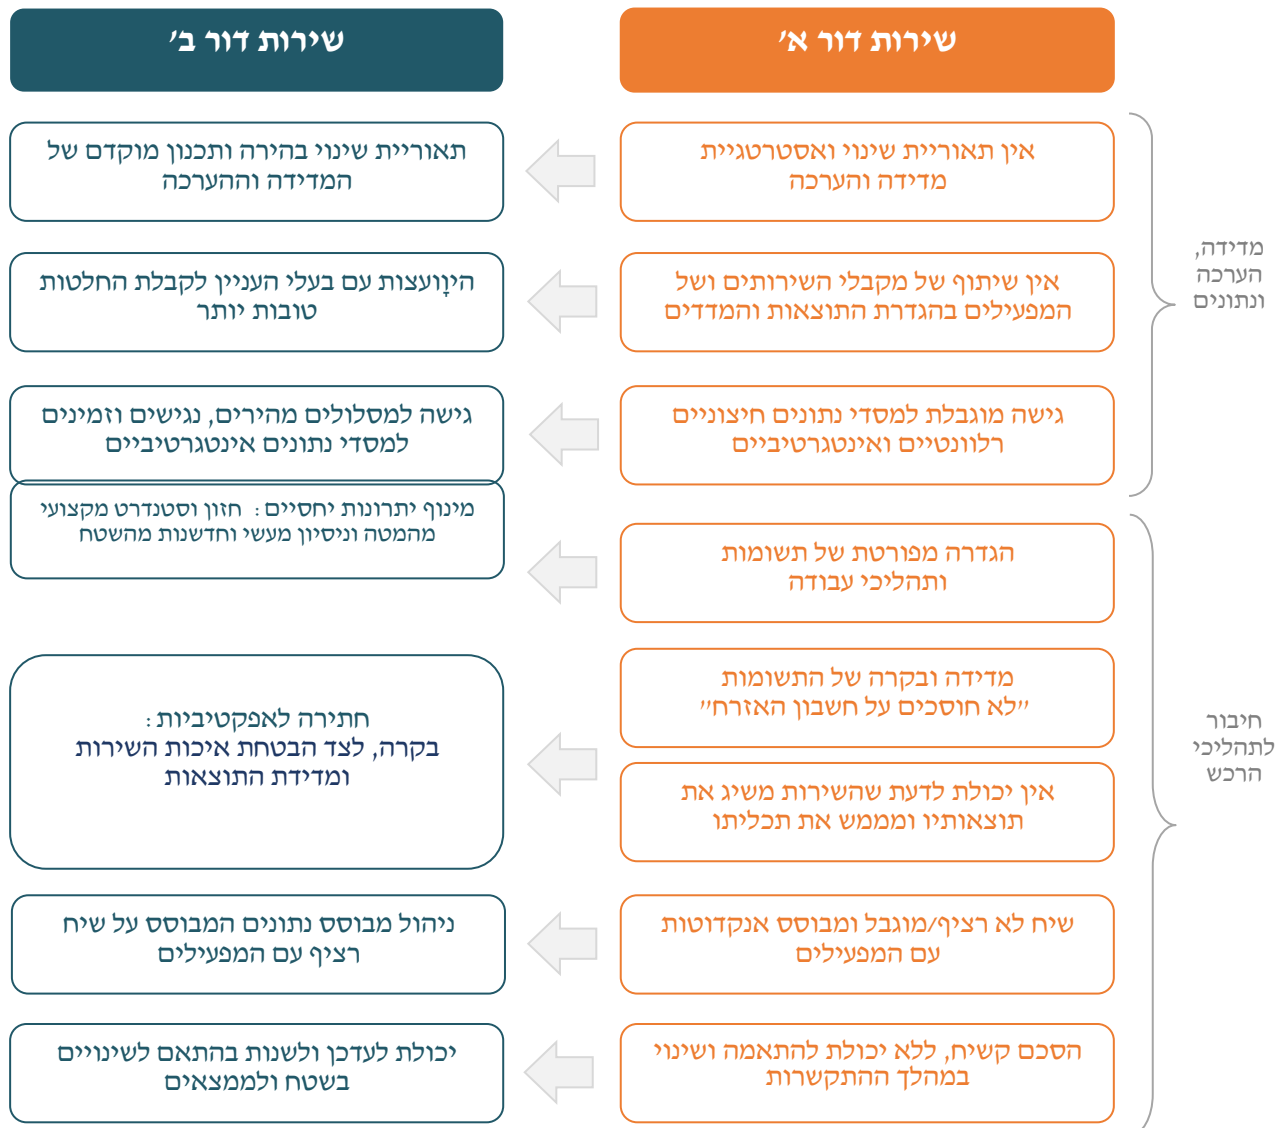 שירות דור א'
שירות דור ב'
מדידה,
הערכה
ונתונים
אין תאוריית שינוי ואסטרטגיית
מדידה והערכה
תאוריית שינוי בהירה ותכנון מוקדם של
המדידה וההערכה
אין שיתוף של מקבלי השירותים ושל
המפעילים בהגדרת התוצאות והמדדים
היוָועצות עם בעלי העניין לקבלת החלטות
טובות יותר
גישה מוגבלת למסדי נתונים חיצוניים
רלוונטיים ואינטגרטיביים
גישה למסלולים מהירים, נגישים וזמינים
למסדי נתונים אינטגרטיביים
חיבור
לתהליכי
הרכש
הגדרה מפורטת של תשומות
ותהליכי עבודה
מינוף יתרונות יחסיים: חזון וסטנדרט מקצועי
מהמטה וניסיון מעשי וחדשנות מהשטח
מדידה ובקרה של התשומות
"לא חוסכים על חשבון האזרח"
אין יכולת לדעת שהשירות משיג את
תוצאותיו ומממש את תכליתו
חתירה לאפקטיביות:
בקרה, לצד הבטחת איכות השירות
ומדידת התוצאות
שיח לא רציף/מוגבל ומבוסס אנקדוטות
עם המפעילים
ניהול מבוסס נתונים המבוסס על שיח
רציף עם המפעילים
הסכם קשיח, ללא יכולת להתאמה ושינוי
במהלך ההתקשרות
יכולת לעדכן ולשנות בהתאם לשינויים
בשטח ולממצאים